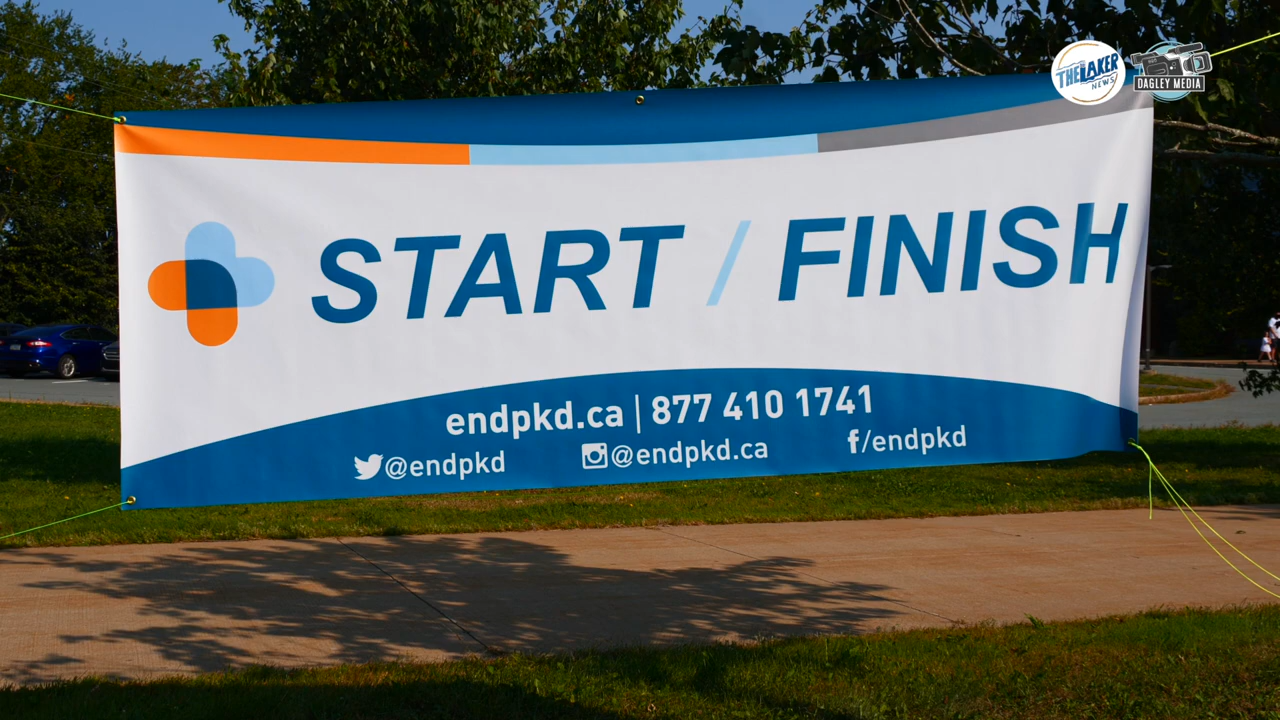 THE LAKER
NEWS
DAGLEY MEDIA
START / FINISH
endpkd.ca | 877 410 1741
@endpkd @endpkd.ca f/endpkd